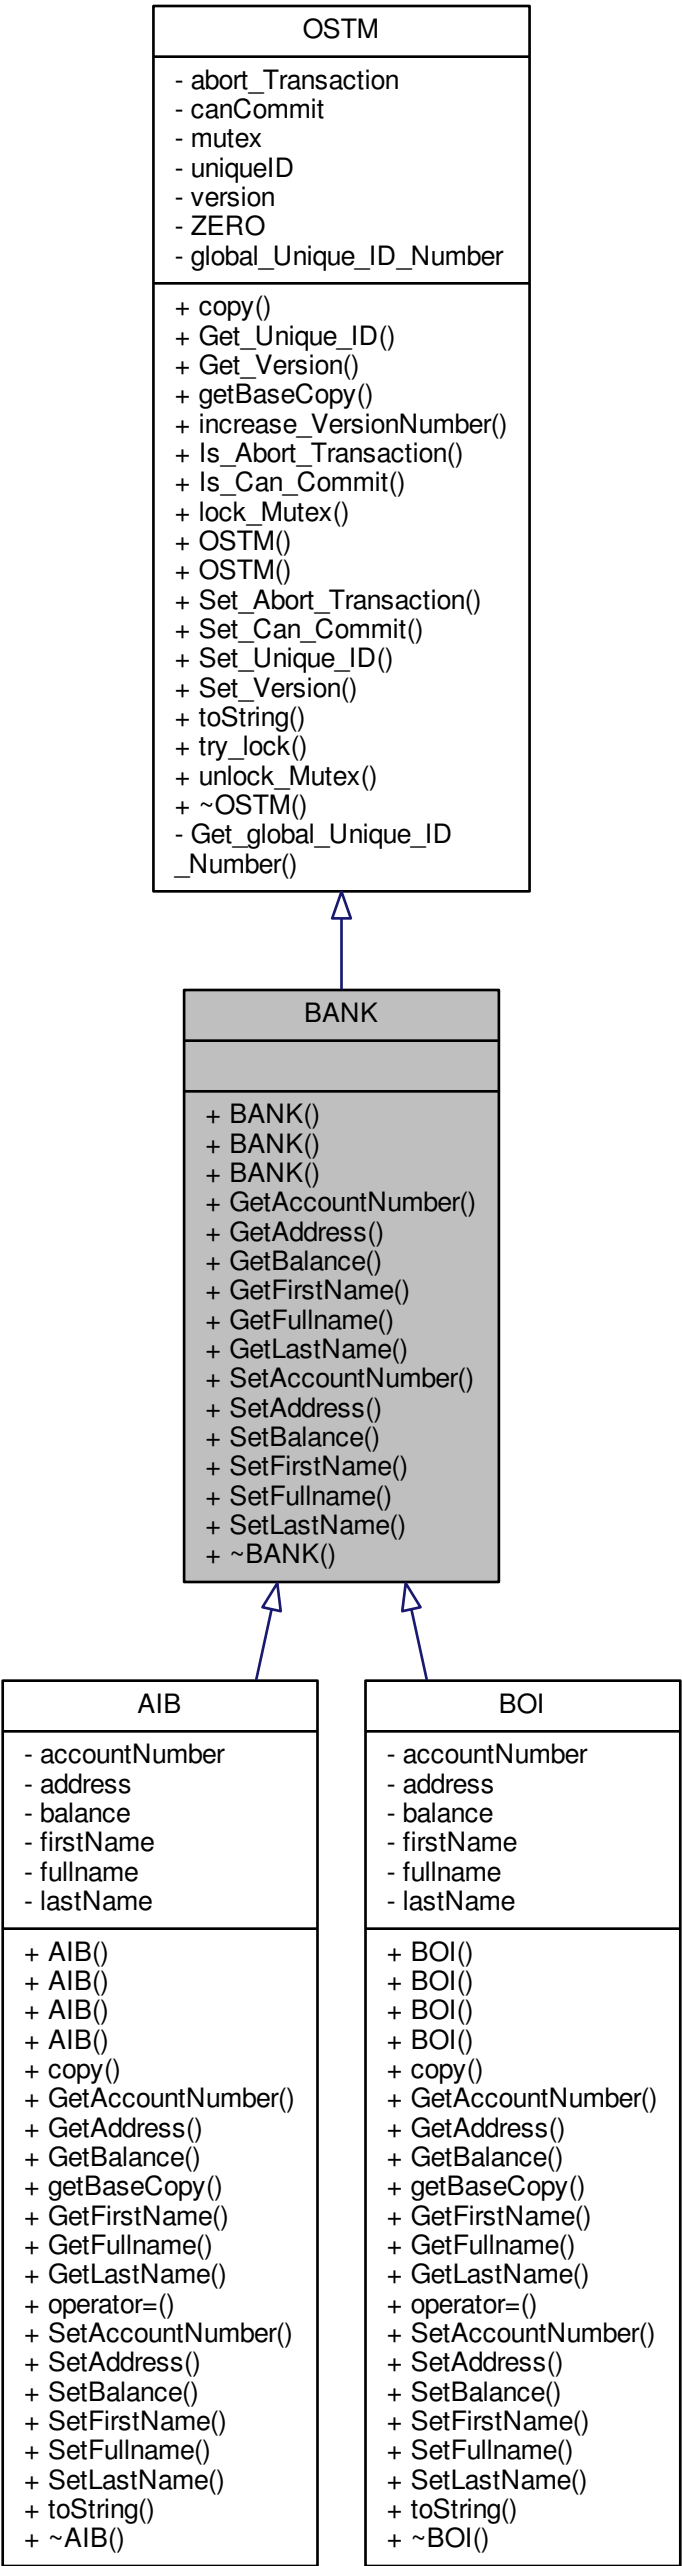 OSTM
- abort_Transaction
- canCommit
- mutex
- uniqueID
- version
- ZERO
- global_Unique_ID_Number
+ copy()
+ Get_Unique_ID()
+ Get_Version()
+ getBaseCopy()
+ increase_VersionNumber()
+ Is_Abort_Transaction()
+ Is_Can_Commit()
+ lock_Mutex()
+ OSTM()
+ OSTM()
+ Set_Abort_Transaction()
+ Set_Can_Commit()
+ Set_Unique_ID()
+ Set_Version()
+ toString()
+ try_lock()
+ unlock_Mutex()
+ ~OSTM()
- Get_global_Unique_ID
_Number()
BANK
+ BANK()
+ BANK()
+ BANK()
+ GetAccountNumber()
+ GetAddress()
+ GetBalance()
+ GetFirstName()
+ GetFullname()
+ GetLastName()
+ SetAccountNumber()
+ SetAddress()
+ SetBalance()
+ SetFirstName()
+ SetFullname()
+ SetLastName()
+ ~BANK()
AIB
- accountNumber
- address
- balance
- firstName
- fullname
- lastName
+ AIB()
+ AIB()
+ AIB()
+ AIB()
+ copy()
+ GetAccountNumber()
+ GetAddress()
+ GetBalance()
+ getBaseCopy()
+ GetFirstName()
+ GetFullname()
+ GetLastName()
+ operator=()
+ SetAccountNumber()
+ SetAddress()
+ SetBalance()
+ SetFirstName()
+ SetFullname()
+ SetLastName()
+ toString()
+ ~AIB()
BOI
- accountNumber
- address
- balance
- firstName
- fullname
- lastName
+ BOI()
+ BOI()
+ BOI()
+ BOI()
+ copy()
+ GetAccountNumber()
+ GetAddress()
+ GetBalance()
+ getBaseCopy()
+ GetFirstName()
+ GetFullname()
+ GetLastName()
+ operator=()
+ SetAccountNumber()
+ SetAddress()
+ SetBalance()
+ SetFirstName()
+ SetFullname()
+ SetLastName()
+ toString()
+ ~BOI()